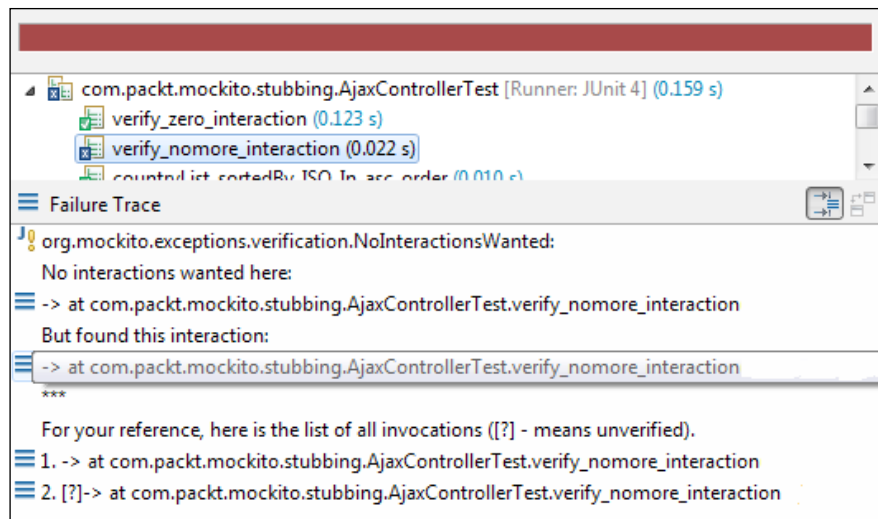 com.packt.mockito.stubbing.AjaxControllerTest [Runner: JUnit 4] (0.159 s)
verify_zero_interaction (0.123 s)
verify_nomore_interaction (0.022 s)
countryList_sortedBy_ISO_In_asc_order (0.010 s)
Failure Trace
org.mockito.exceptions.verification.NoInteractionsWanted:
No interactions wanted here:
-> at com.packt.mockito.stubbing.AjaxControllerTest.verify_nomore_interaction
But found this interaction:
-> at com.packt.mockito.stubbing.AjaxControllerTest.verify_nomore_interaction
***
For your reference, here is the list of all invocations ([?] - means unverified).
1. -> at com.packt.mockito.stubbing.AjaxControllerTest.verify_nomore_interaction
2. [?]-> at com.packt.mockito.stubbing.AjaxControllerTest.verify_nomore_interaction